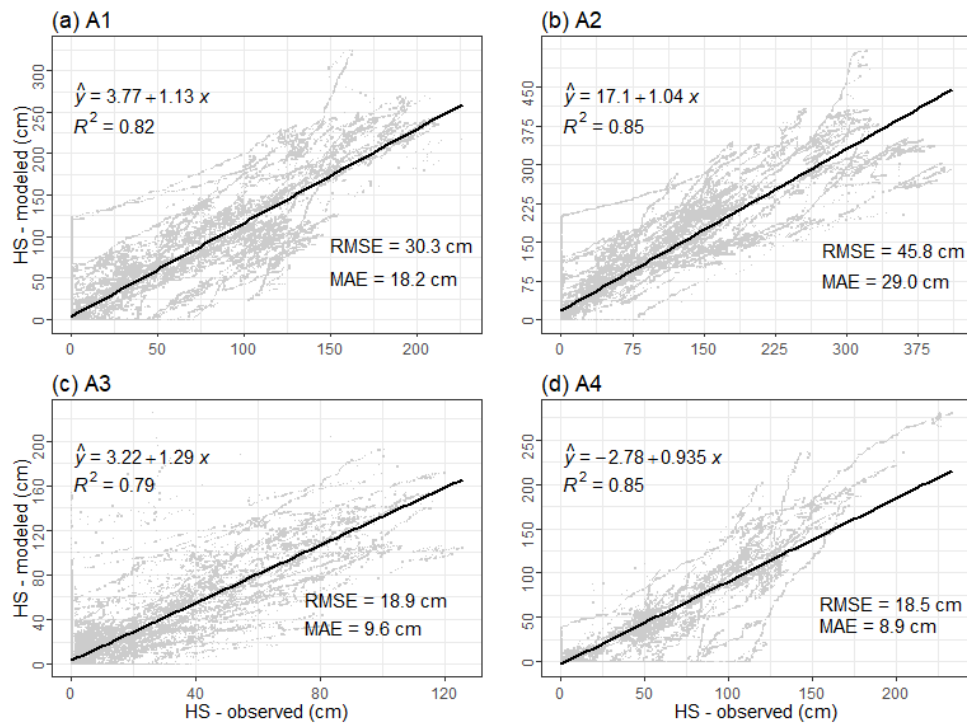 (a) A1
HS - modeled (cm)
300
250
200
150
100
50
0
ŷ = 3.77 + 1.13 x
R² = 0.82
RMSE = 30.3 cm
MAE = 18.2 cm
0 50 100 150 200
(b) A2
450
375
300
225
150
75
0
ŷ = 17.1 + 1.04 x
R² = 0.85
RMSE = 45.8 cm
MAE = 29.0 cm
0 75 150 225 300 375
(c) A3
HS - modeled (cm)
200
160
120
80
40
0
ŷ = 3.22 + 1.29 x
R² = 0.79
RMSE = 18.9 cm
MAE = 9.6 cm
0 40 80 120
HS - observed (cm)
(d) A4
250
200
150
100
50
0
ŷ = −2.78 + 0.935 x
R² = 0.85
RMSE = 18.5 cm
MAE = 8.9 cm
0 50 100 150 200
HS - observed (cm)